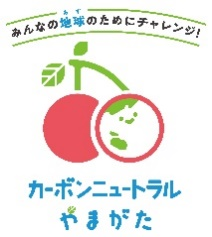 みんなの地球のためにチャレンジ!
カーボンニュートラル
やまがた